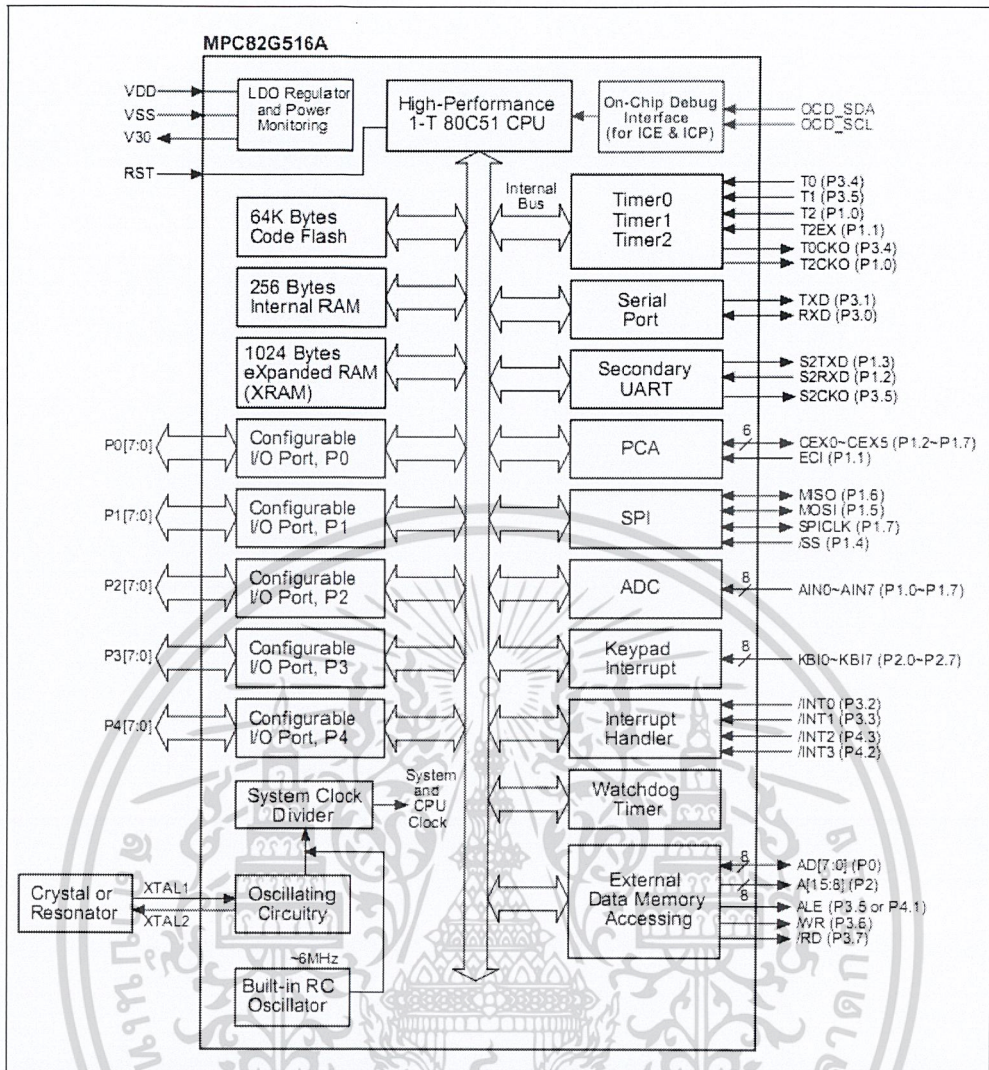 MPC82G516A
VDD
VSS
V30
RST
LDO Regulator
and Power
Monitoring
High-Performance
1-T 80C51 CPU
On-Chip Debug
Interface
(for ICE & ICP)
OCD_SDA
OCD_SCL
Internal
Bus
64K Bytes
Code Flash
Timer0
Timer1
Timer2
T0 (P3.4)
T1 (P3.5)
T2 (P1.0)
T2EX (P1.1)
T0CKO (P3.4)
T2CKO (P1.0)
256 Bytes
Internal RAM
Serial
Port
TXD (P3.1)
RXD (P3.0)
1024 Bytes
eXpanded RAM
(XRAM)
Secondary
UART
S2TXD (P1.3)
S2RXD (P1.2)
S2CKO (P3.5)
P0[7:0]
Configurable
I/O Port, P0
PCA
6
CEX0~CEX5 (P1.2~P1.7)
ECI (P1.1)
P1[7:0]
Configurable
I/O Port, P1
SPI
MISO (P1.6)
MOSI (P1.5)
SPICLK (P1.7)
/SS (P1.4)
P2[7:0]
Configurable
I/O Port, P2
ADC
8
AIN0~AIN7 (P1.0~P1.7)
P3[7:0]
Configurable
I/O Port, P3
Keypad
Interrupt
8
KBI0~KBI7 (P2.0~P2.7)
P4[7:0]
Configurable
I/O Port, P4
Interrupt
Handler
/INT0 (P3.2)
/INT1 (P3.3)
/INT2 (P4.3)
/INT3 (P4.2)
System Clock
Divider
System
and
CPU
Clock
Watchdog
Timer
Crystal or
Resonator
XTAL1
XTAL2
Oscillating
Circuitry
External
Data Memory
Accessing
8
AD[7:0] (P0)
A[15:8] (P2)
8
ALE (P3.5 or P4.1)
/WR (P3.6)
/RD (P3.7)
~6MHz
Built-in RC
Oscillator